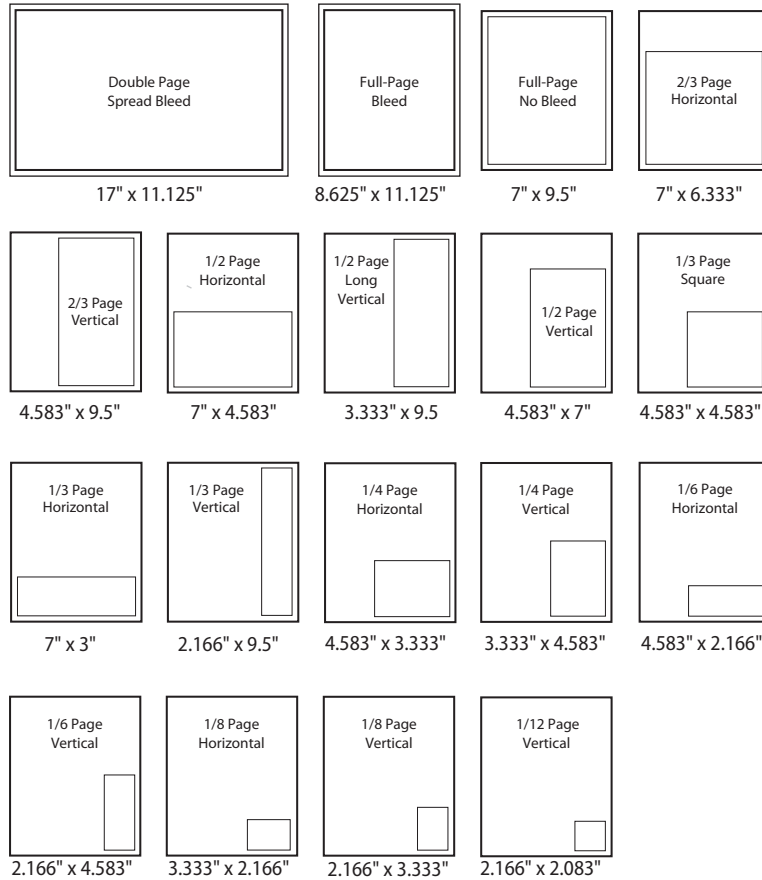 Double Page
Spread Bleed
17" x 11.125"
Full-Page
Bleed
8.625" x 11.125"
Full-Page
No Bleed
7" x 9.5"
2/3 Page
Horizontal
7" x 6.333"
2/3 Page
Vertical
4.583" x 9.5"
1/2 Page
Horizontal
7" x 4.583"
1/2 Page
Long
Vertical
3.333" x 9.5
1/2 Page
Vertical
4.583" x 7"
1/3 Page
Square
4.583" x 4.583"
1/3 Page
Horizontal
7" x 3"
1/3 Page
Vertical
2.166" x 9.5"
1/4 Page
Horizontal
4.583" x 3.333"
1/4 Page
Vertical
3.333" x 4.583"
1/6 Page
Horizontal
4.583" x 2.166"
1/6 Page
Vertical
2.166" x 4.583"
1/8 Page
Horizontal
3.333" x 2.166"
1/8 Page
Vertical
2.166" x 3.333"
1/12 Page
Vertical
2.166" x 2.083"